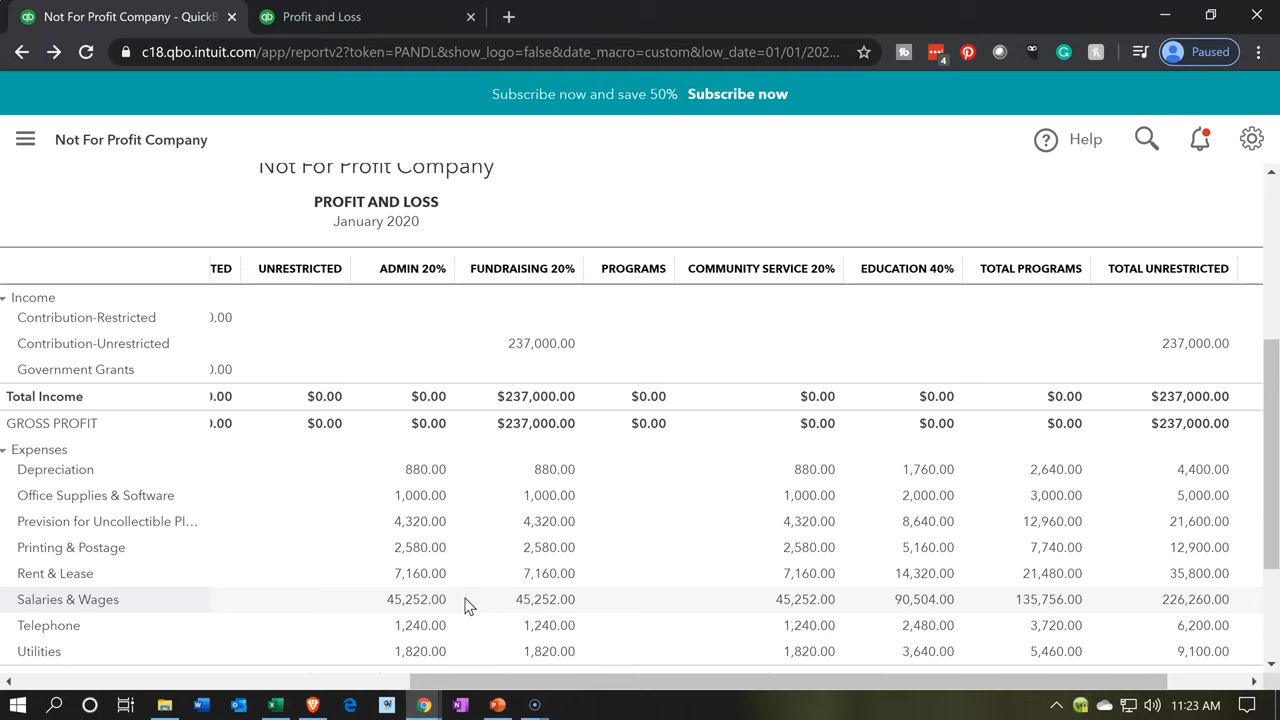 Not For Profit Company - QuickB
Profit and Loss
c18.qbo.intuit.com/app/reportv2?token=PANDL&show_logo=false&date_macro=custom&low_date=01/01/202...
4
Paused
Subscribe now and save 50% Subscribe now
Not For Profit Company
Help
Not For Profit Company
PROFIT AND LOSS
January 2020
TED UNRESTRICTED ADMIN 20% FUNDRAISING 20% PROGRAMS COMMUNITY SERVICE 20% EDUCATION 40% TOTAL PROGRAMS TOTAL UNRESTRICTED
Income
Contribution-Restricted ).00
Contribution-Unrestricted 237,000.00 237,000.00
Government Grants ).00
Total Income ).00 $0.00 $0.00 $237,000.00 $0.00 $0.00 $0.00 $0.00 $237,000.00
GROSS PROFIT ).00 $0.00 $0.00 $237,000.00 $0.00 $0.00 $0.00 $0.00 $237,000.00
Expenses
Depreciation 880.00 880.00 880.00 1,760.00 2,640.00 4,400.00
Office Supplies & Software 1,000.00 1,000.00 1,000.00 2,000.00 3,000.00 5,000.00
Prevision for Uncollectible Pl... 4,320.00 4,320.00 4,320.00 8,640.00 12,960.00 21,600.00
Printing & Postage 2,580.00 2,580.00 2,580.00 5,160.00 7,740.00 12,900.00
Rent & Lease 7,160.00 7,160.00 7,160.00 14,320.00 21,480.00 35,800.00
Salaries & Wages 45,252.00 45,252.00 45,252.00 90,504.00 135,756.00 226,260.00
Telephone 1,240.00 1,240.00 1,240.00 2,480.00 3,720.00 6,200.00
Utilities 1,820.00 1,820.00 1,820.00 3,640.00 5,460.00 9,100.00
11:23 AM